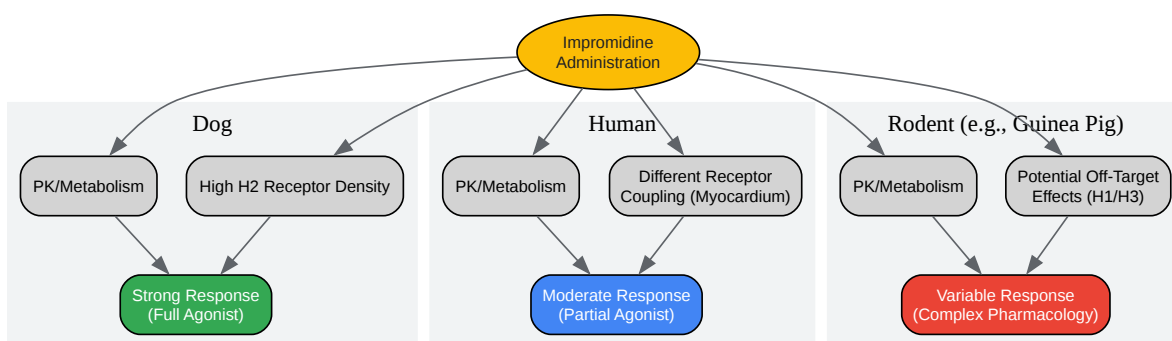 Impromidine
Administration
Dog
Human
Rodent (e.g., Guinea Pig)
PK/Metabolism
High H2 Receptor Density
PK/Metabolism
Different Receptor
Coupling (Myocardium)
PK/Metabolism
Potential Off-Target
Effects (H1/H3)
Strong Response
(Full Agonist)
Moderate Response
(Partial Agonist)
Variable Response
(Complex Pharmacology)